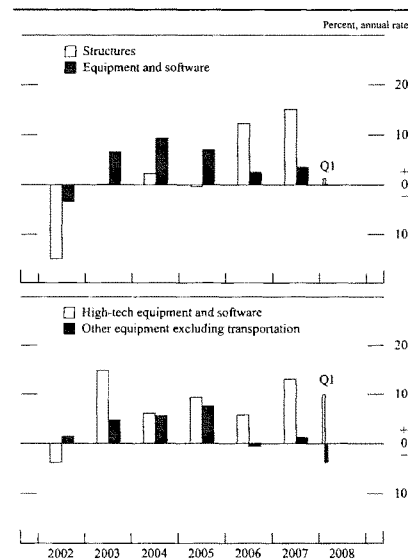 Percent, annual rate
Structures
Equipment and software
20
10
Q1
+
0
−
10
High-tech equipment and software
Other equipment excluding transportation
20
10
Q1
+
0
−
10
2002 2003 2004 2005 2006 2007 2008